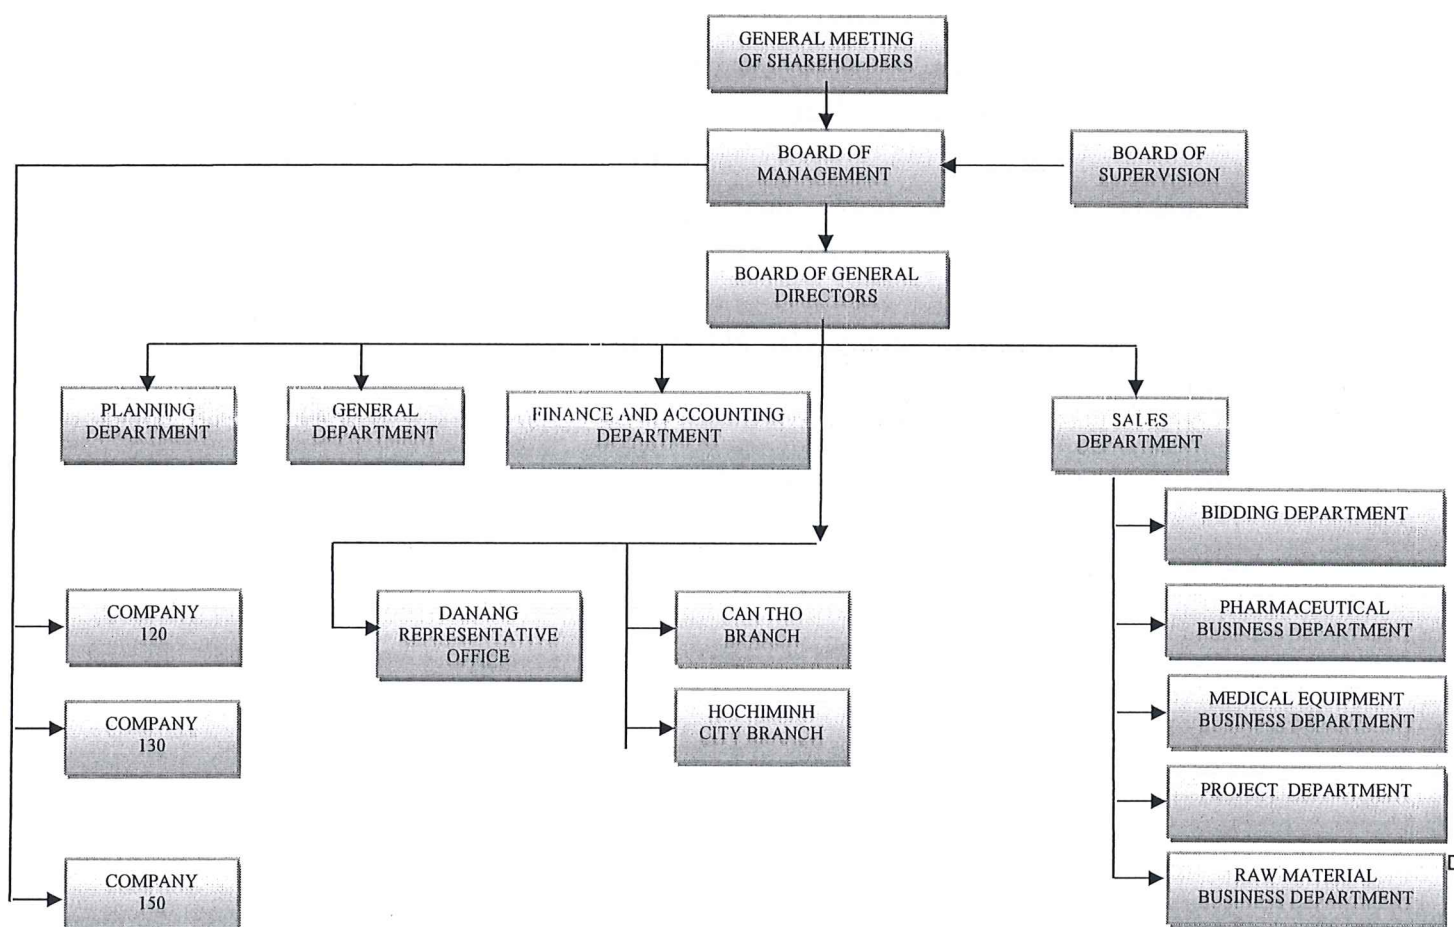 GENERAL MEETING
OF SHAREHOLDERS
BOARD OF
MANAGEMENT
BOARD OF
SUPERVISION
BOARD OF GENERAL
DIRECTORS
PLANNING
DEPARTMENT
GENERAL
DEPARTMENT
FINANCE AND ACCOUNTING
DEPARTMENT
SALES
DEPARTMENT
BIDDING DEPARTMENT
PHARMACEUTICAL
BUSINESS DEPARTMENT
MEDICAL EQUIPMENT
BUSINESS DEPARTMENT
PROJECT DEPARTMENT
RAW MATERIAL
BUSINESS DEPARTMENT
DANANG
REPRESENTATIVE
OFFICE
CAN THO
BRANCH
HOCHIMINH
CITY BRANCH
COMPANY
120
COMPANY
130
COMPANY
150